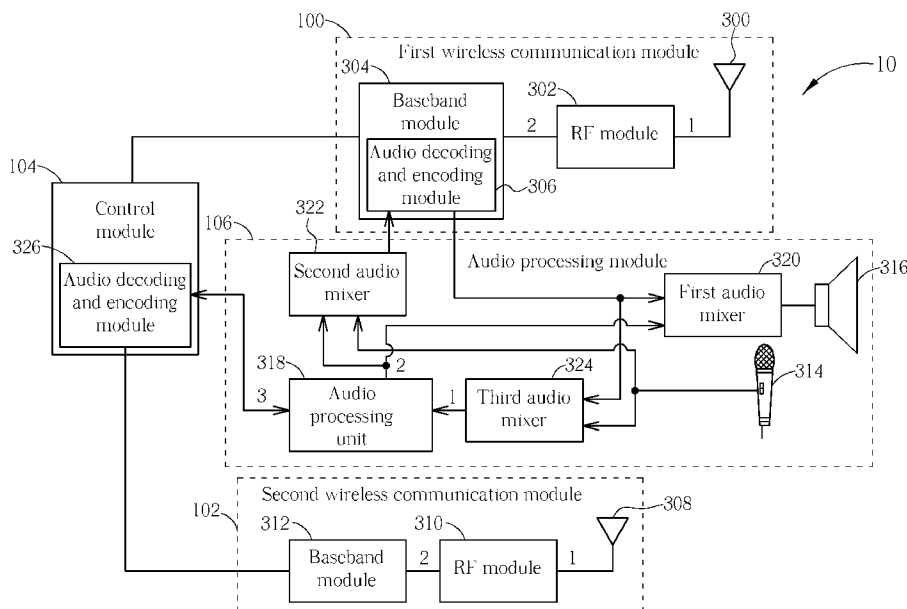 100
First wireless communication module
300
10
304
Baseband
module
302
2
RF module
1
Audio decoding
and encoding
module
306
104
Control
module
326
Audio decoding
and encoding
module
106
322
Second audio
mixer
Audio processing module
320
First audio
mixer
316
2
318
324
314
3
Audio
processing
unit
1
Third audio
mixer
Second wireless communication module
102
312
310
308
Baseband
module
2
RF module
1